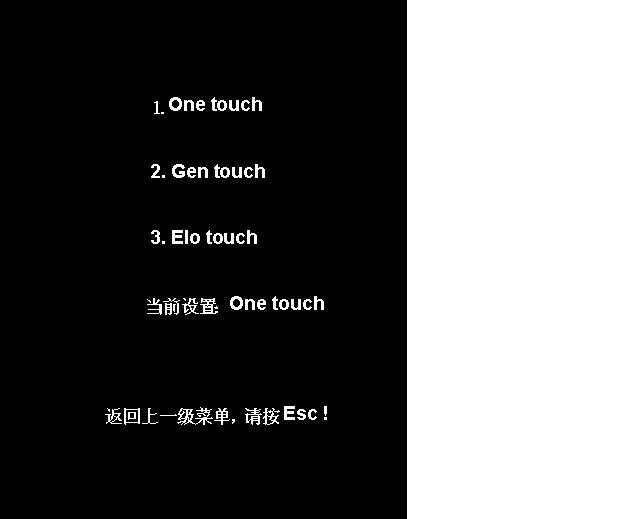 1. One touch
2. Gen touch
3. Elo touch
当前设置: One touch
返回上一级菜单, 请按 Esc !